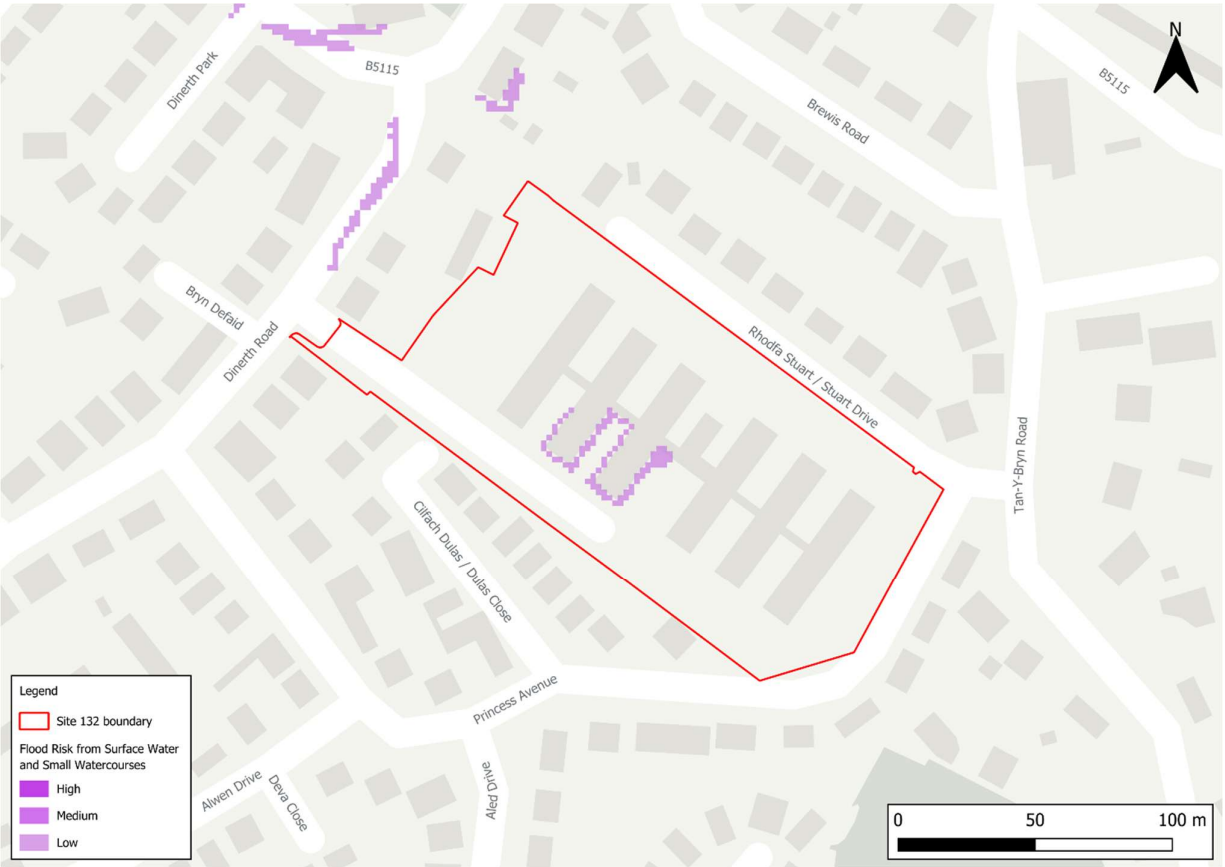 N
Dinerth Park
B5115
B5115
Brewis Road
Bryn Defaid
Dinerth Road
Rhodfa Stuart / Stuart Drive
Tan-Y-Bryn Road
Cilfach Dulas / Dulas Close
Princess Avenue
Alwen Drive
Deva Close
Aled Drive
Legend
Site 132 boundary
Flood Risk from Surface Water
and Small Watercourses
High
Medium
Low
0 50 100 m